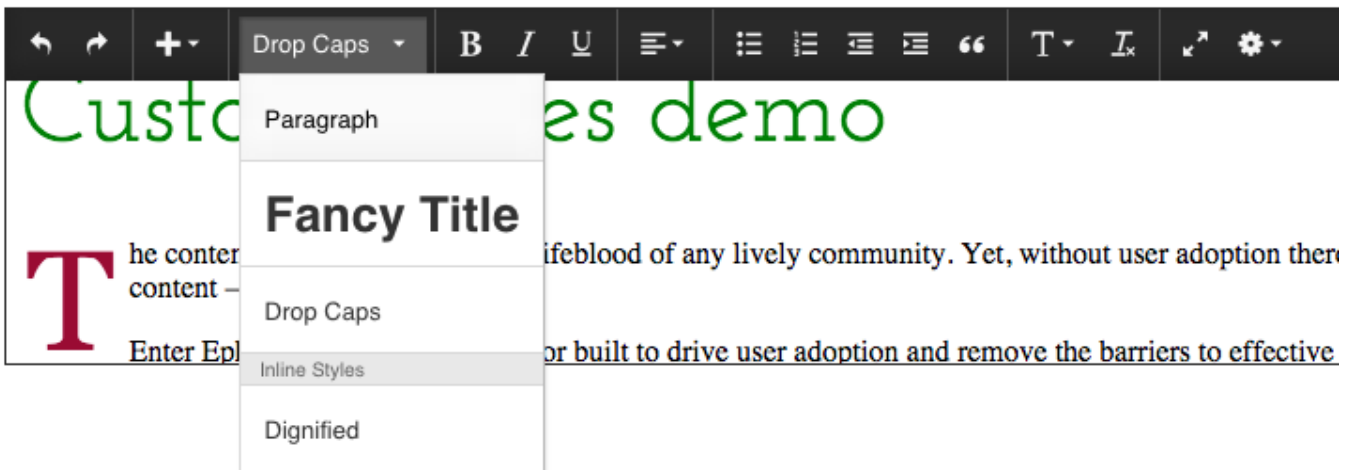 Drop Caps B I U T Tx
Custo es demo
Paragraph
Fancy Title
T he conten ifeblood of any lively community. Yet, without user adoption there
content –
Drop Caps
Enter Epl or built to drive user adoption and remove the barriers to effective
Inline Styles
Dignified